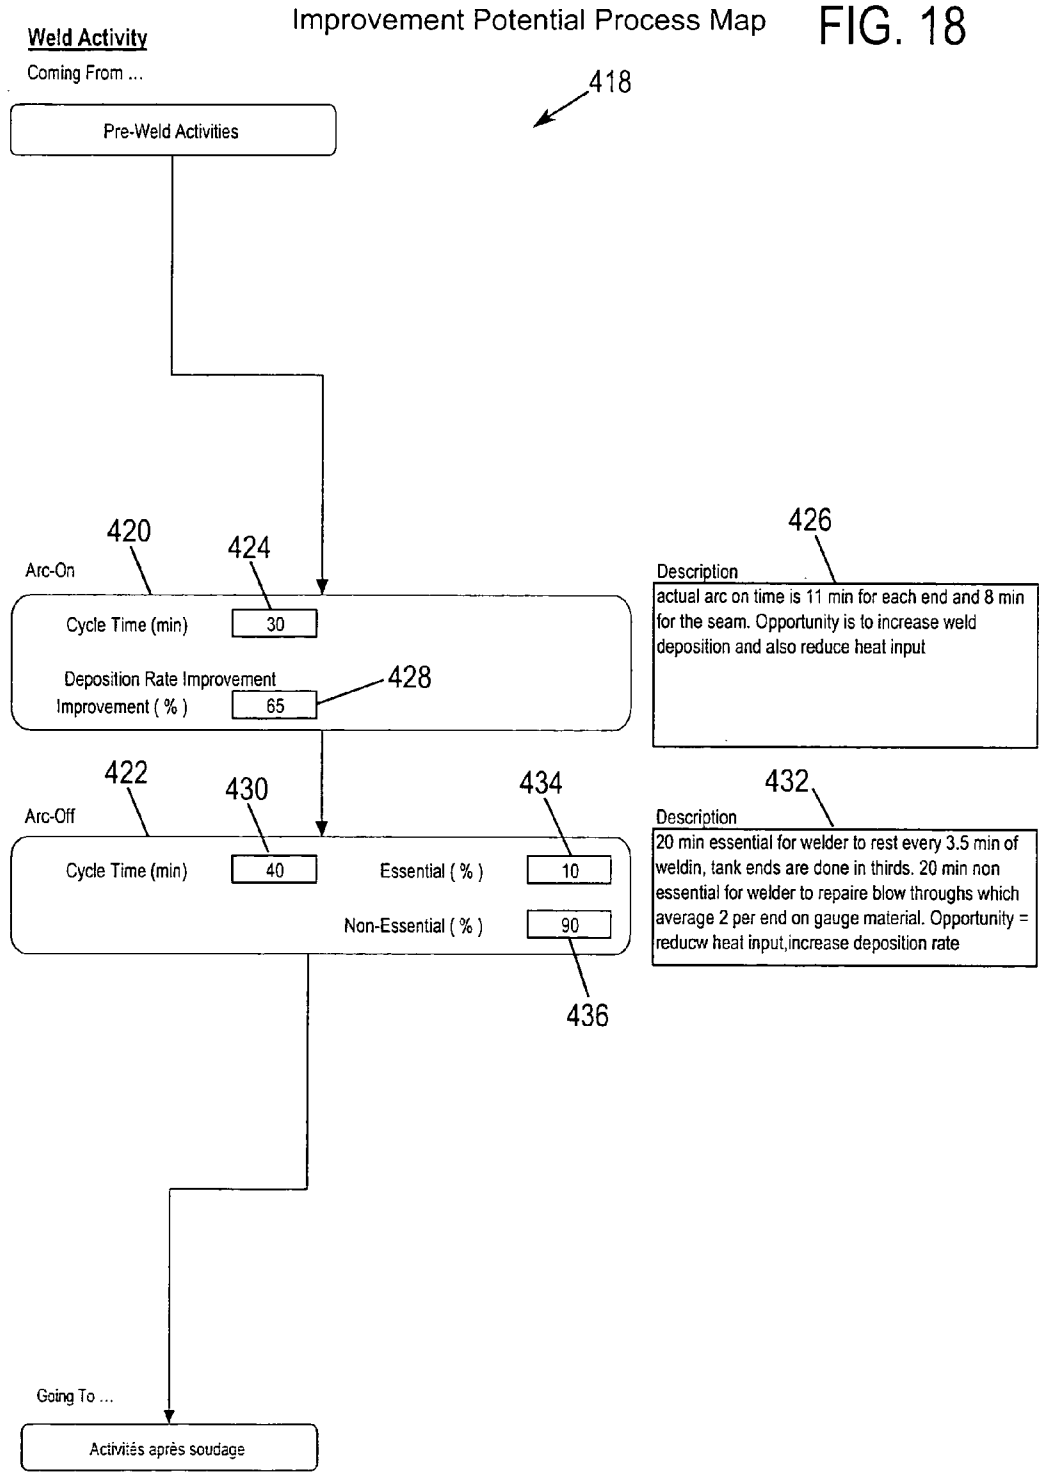 Improvement Potential Process Map
FIG. 18
Weld Activity
Coming From ...
418
Pre-Weld Activities
420
424
426
Arc-On
Description
Cycle Time (min)
30
actual arc on time is 11 min for each end and 8 min
for the seam. Opportunity is to increase weld
deposition and also reduce heat input
Deposition Rate Improvement
428
Improvement ( % )
65
422
430
434
432
Arc-Off
Description
Cycle Time (min)
40
Essential ( % )
10
Non-Essential ( % )
90
20 min essential for welder to rest every 3.5 min of
weldin, tank ends are done in thirds. 20 min non
essential for welder to repaire blow throughs which
average 2 per end on gauge material. Opportunity =
reducw heat input,increase deposition rate
436
Going To ...
Activités après soudage